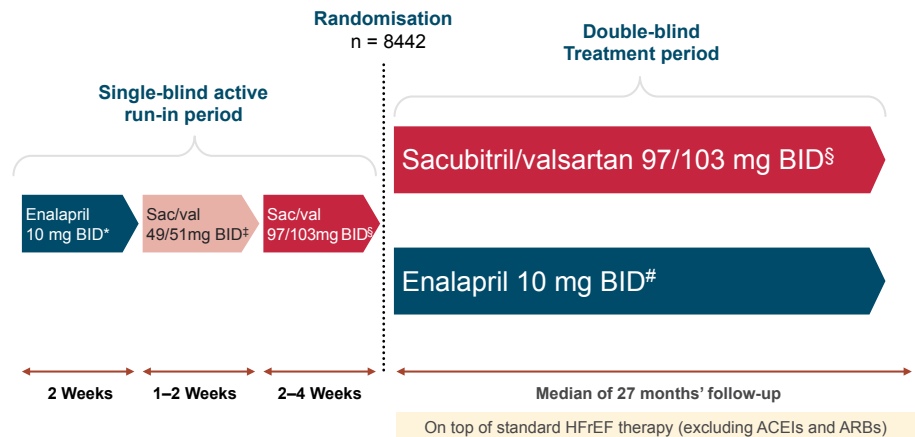 Randomisation
n = 8442
Double-blind
Treatment period
Single-blind active
run-in period
Sacubitril/valsartan 97/103 mg BID§
Enalapril
10 mg BID*
Sac/val
49/51mg BID‡
Sac/val
97/103mg BID§
Enalapril 10 mg BID#
2 Weeks
1–2 Weeks
2–4 Weeks
Median of 27 months’ follow-up
On top of standard HFrEF therapy (excluding ACEIs and ARBs)